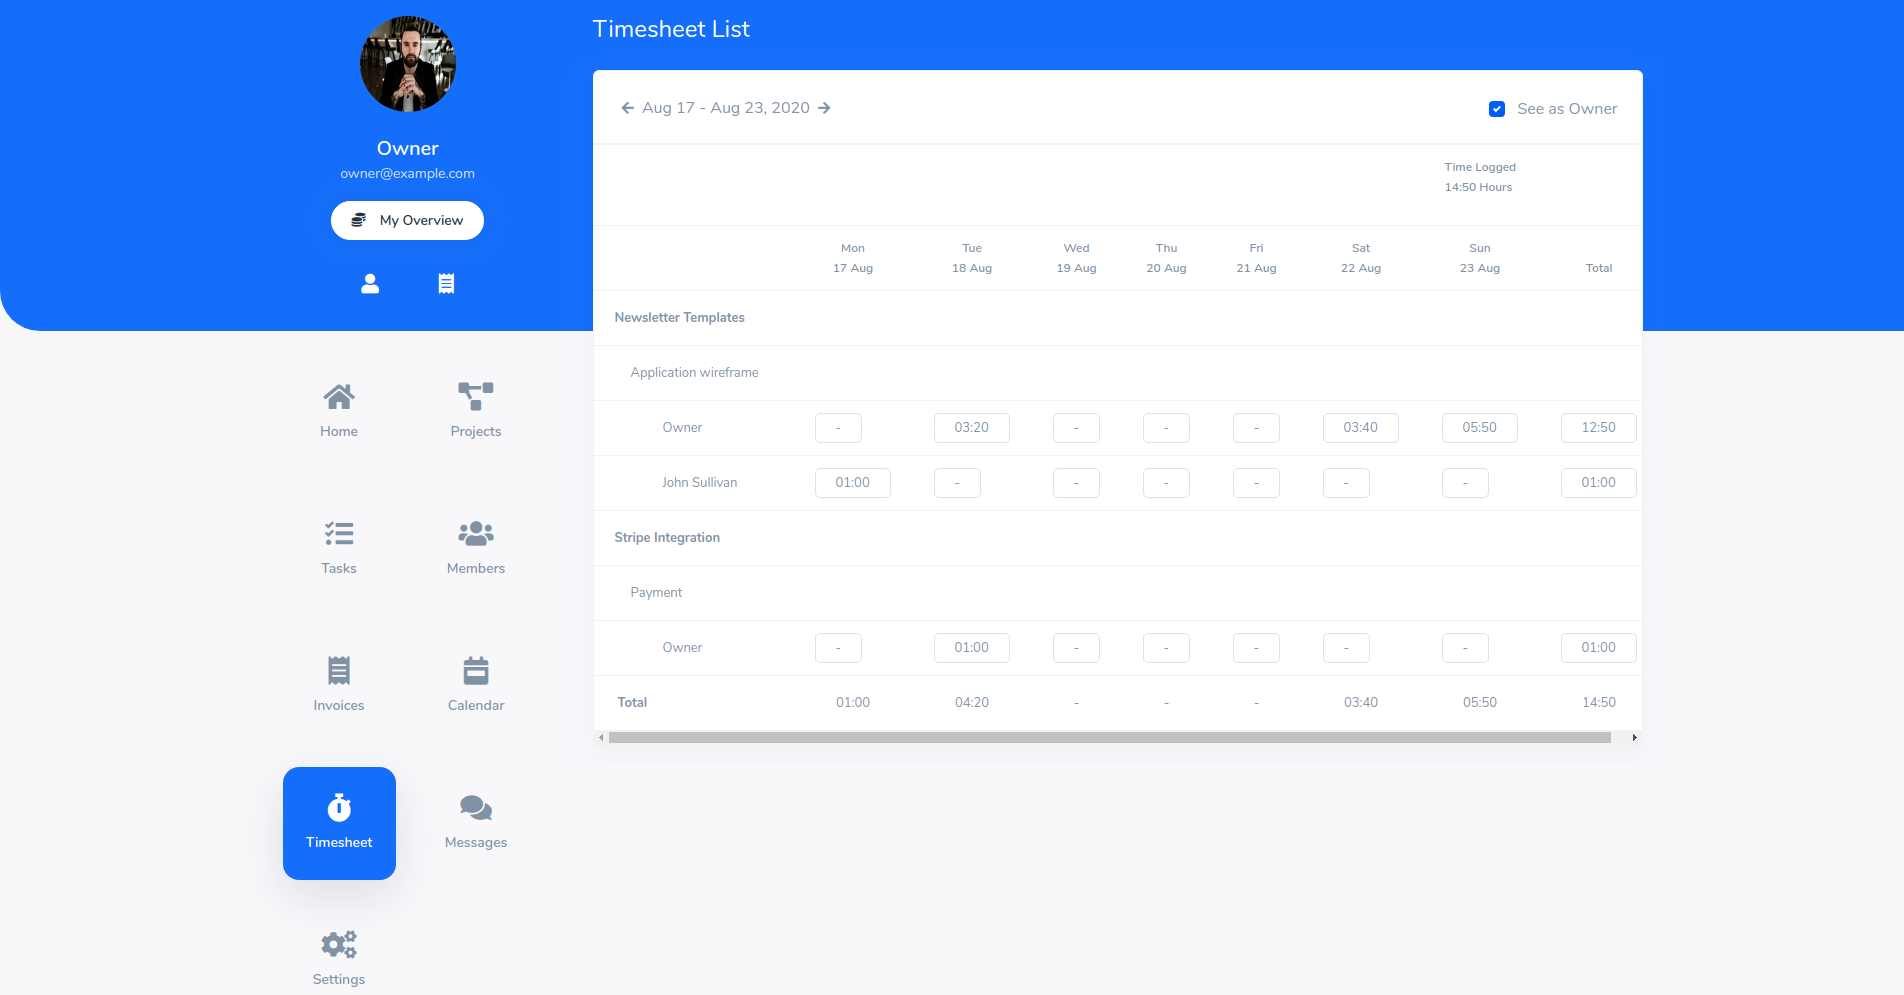 Owner
owner@example.com
My Overview
Home
Projects
Tasks
Members
Invoices
Calendar
Timesheet
Messages
Settings
Timesheet List
Aug 17 - Aug 23, 2020
See as Owner
Time Logged
14:50 Hours
Mon Tue Wed Thu Fri Sat Sun
17 Aug 18 Aug 19 Aug 20 Aug 21 Aug 22 Aug 23 Aug Total
Newsletter Templates
Application wireframe
Owner - 03:20 - - - 03:40 05:50 12:50
John Sullivan 01:00 - - - - - - 01:00
Stripe Integration
Payment
Owner - 01:00 - - - - - 01:00
Total 01:00 04:20 - - - 03:40 05:50 14:50